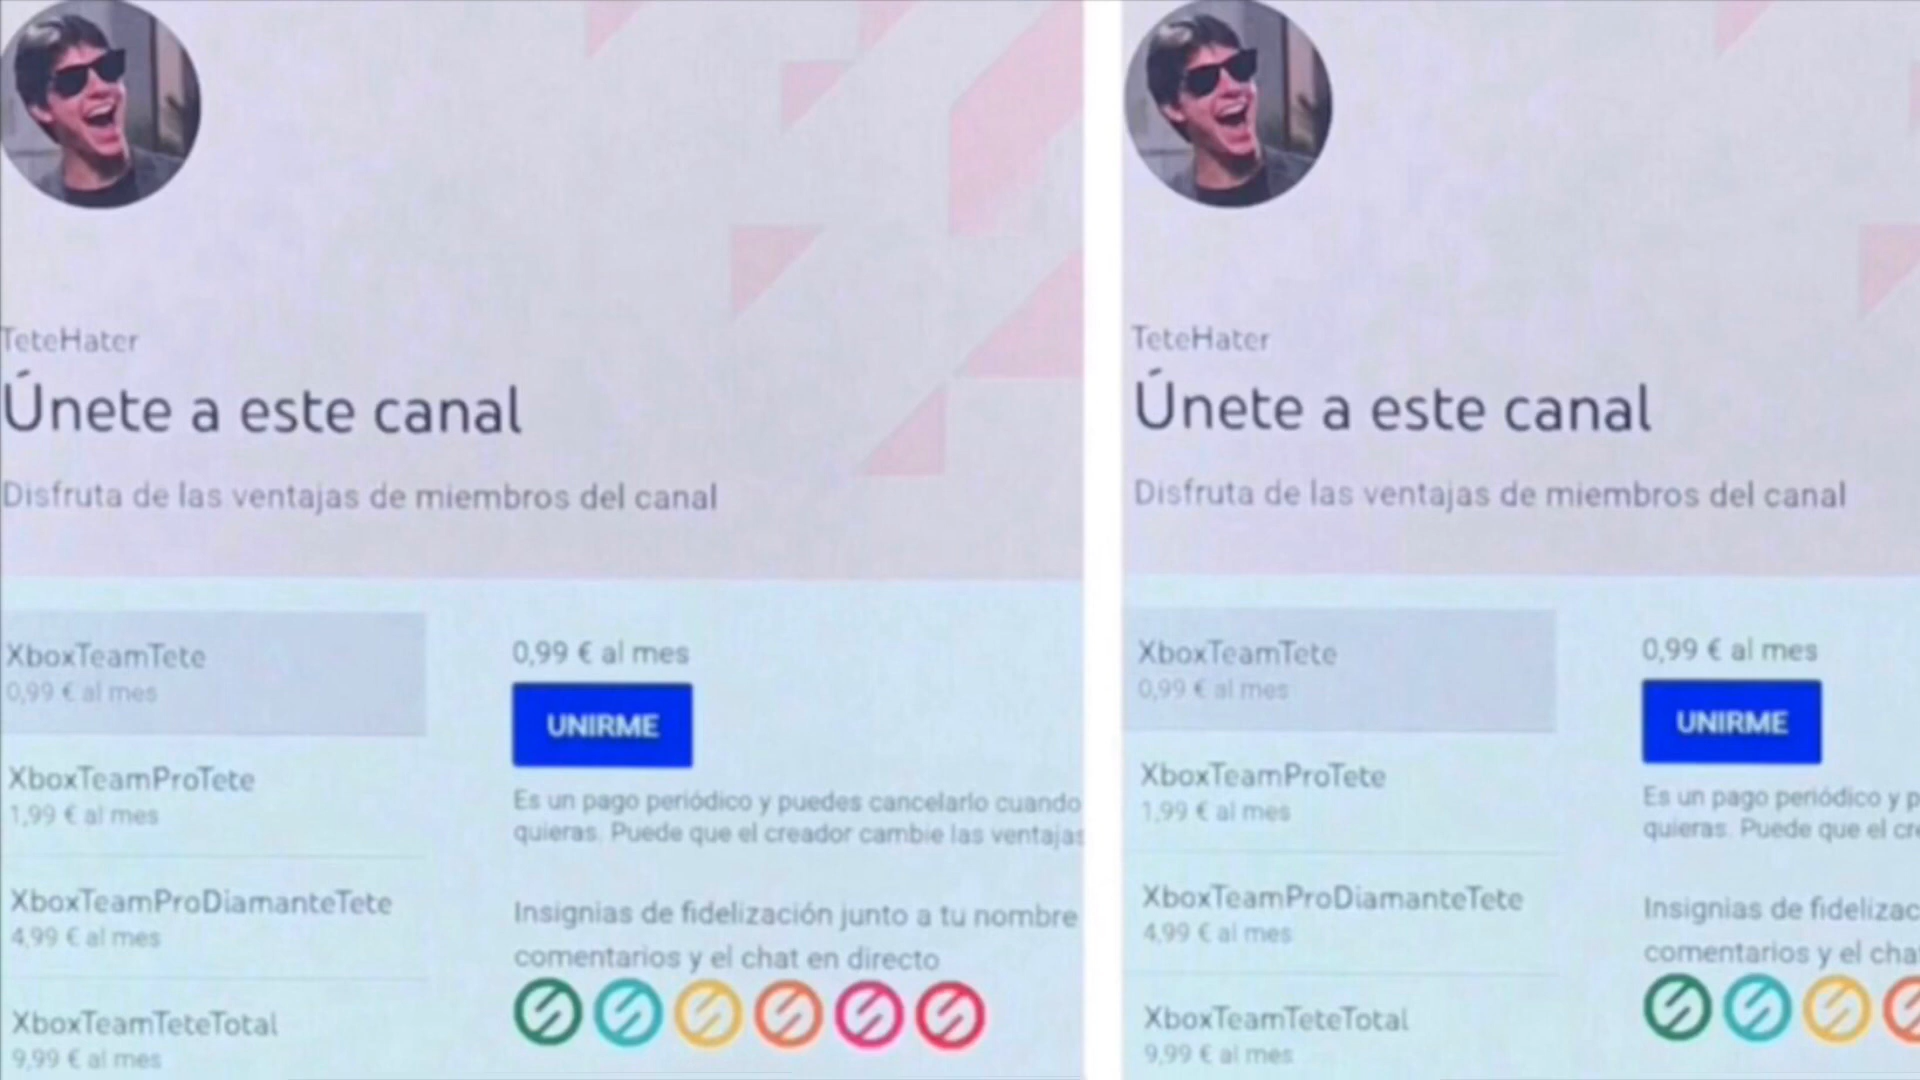 TeteHater
Únete a este canal
Disfruta de las ventajas de miembros del canal
XboxTeamTete
0,99 € al mes
XboxTeamProTete
1,99 € al mes
XboxTeamProDiamanteTete
4,99 € al mes
XboxTeamTeteTotal
9,99 € al mes
0,99 € al mes
UNIRME
Es un pago periódico y puedes cancelarlo cuando
quieras. Puede que el creador cambie las ventajas
Insignias de fidelización junto a tu nombre
comentarios y el chat en directo
TeteHater
Únete a este canal
Disfruta de las ventajas de miembros del canal
XboxTeamTete
0,99 € al mes
XboxTeamProTete
1,99 € al mes
XboxTeamProDiamanteTete
4,99 € al mes
XboxTeamTeteTotal
9,99 € al mes
0,99 € al mes
UNIRME
Es un pago periódico y p
quieras. Puede que el cre
Insignias de fidelizac
comentarios y el cha